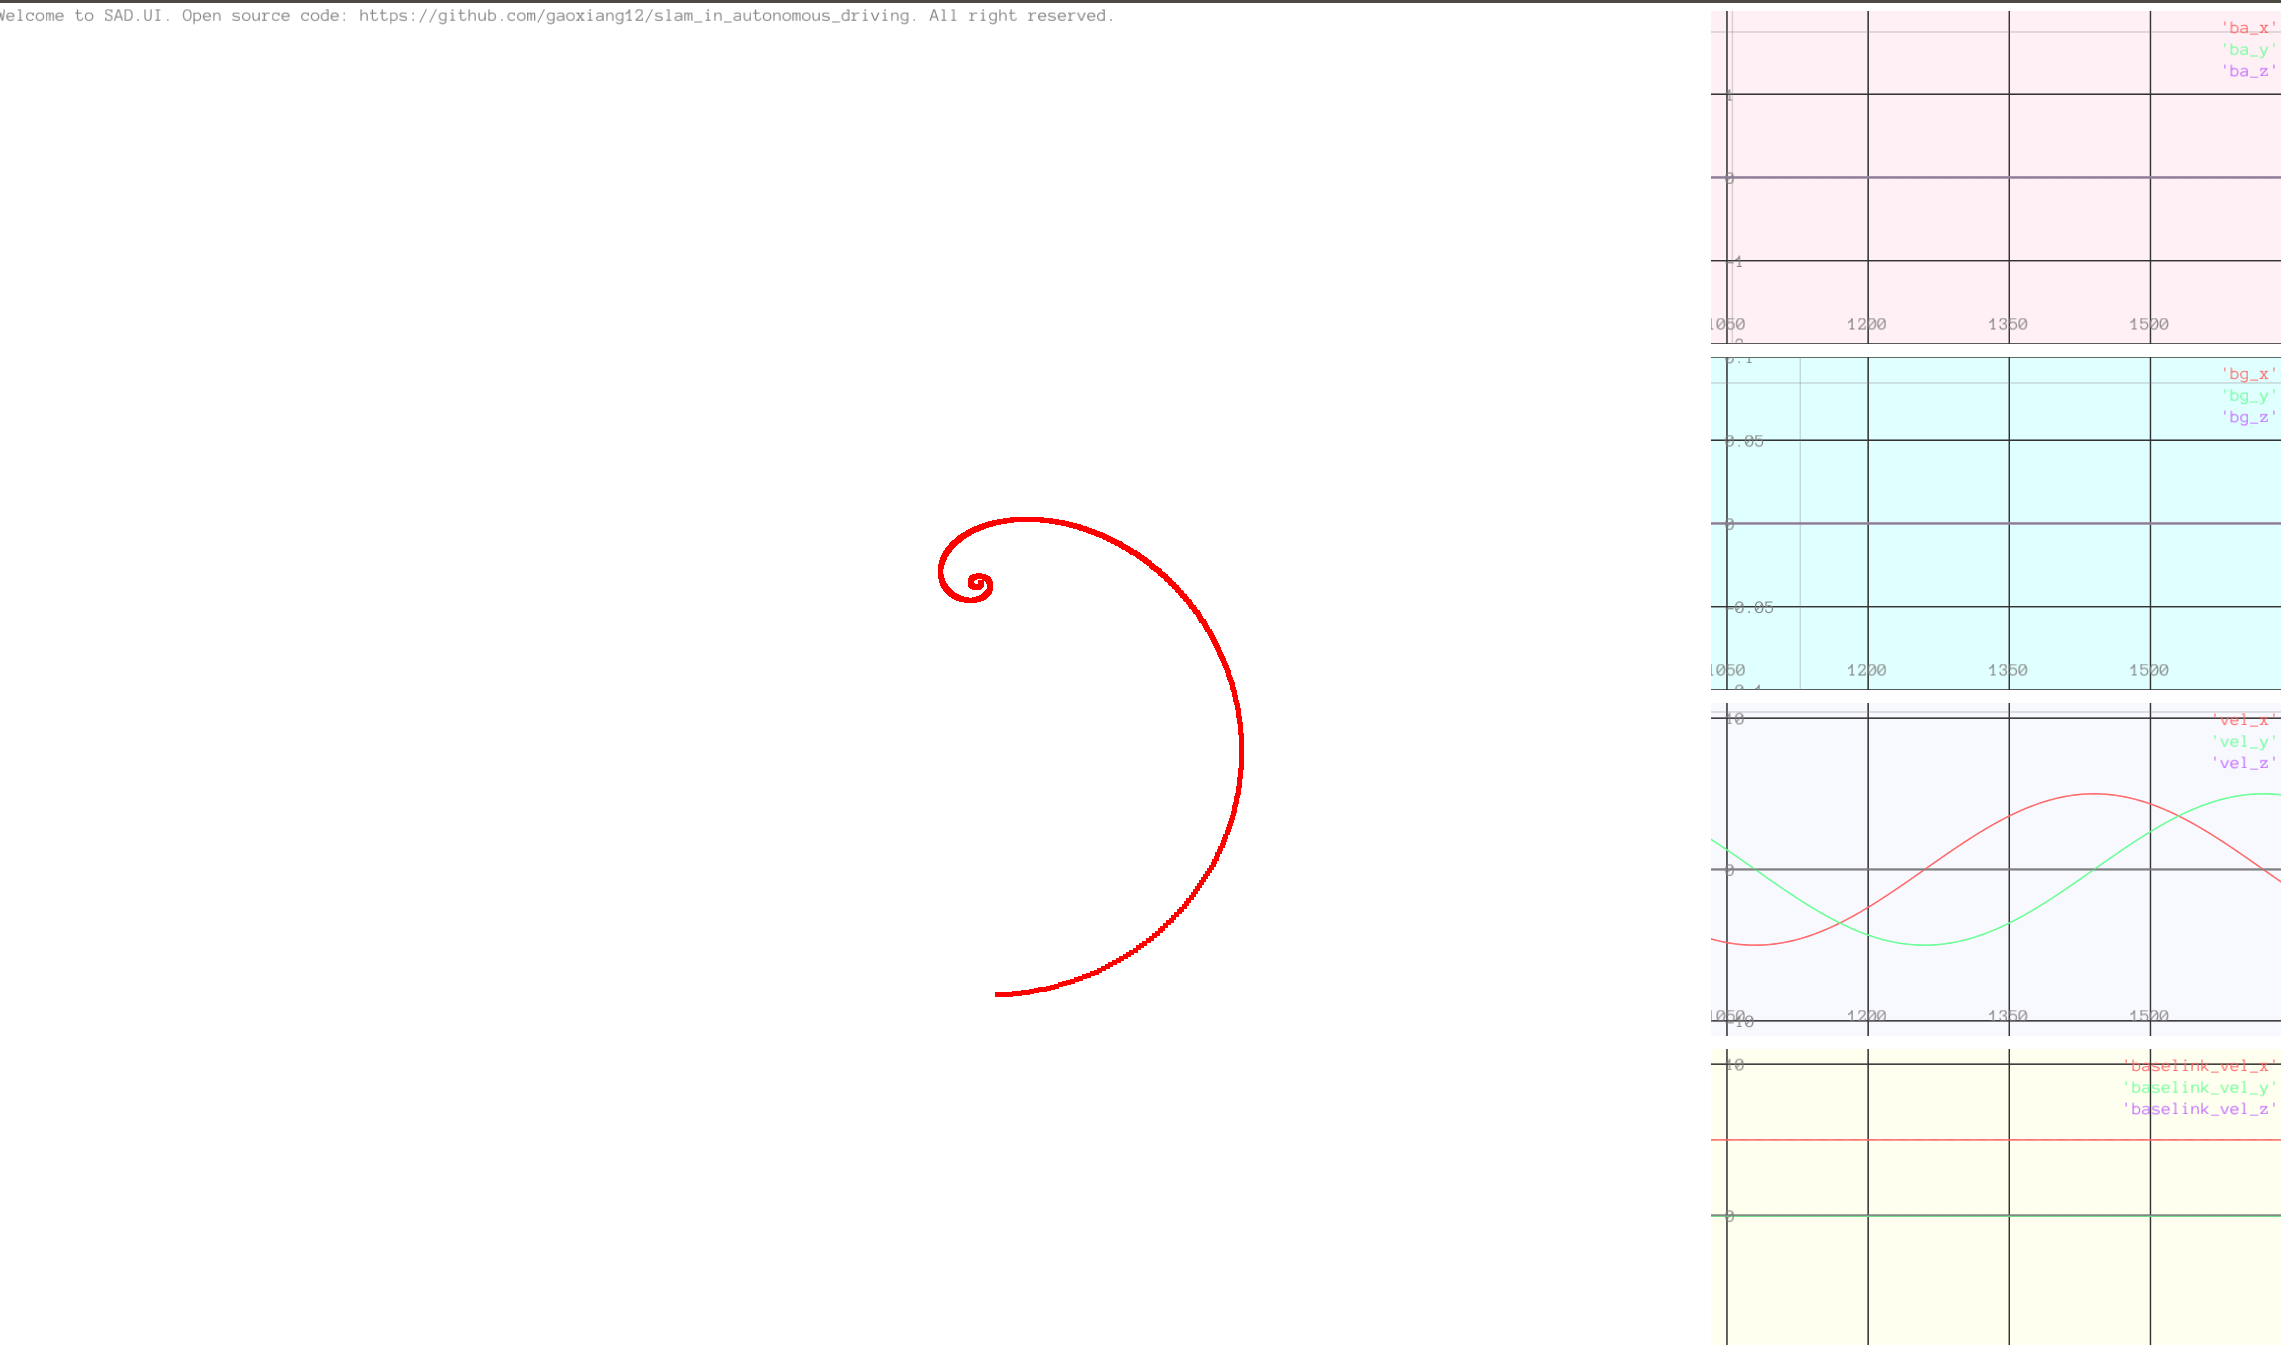 Welcome to SAD.UI. Open source code: https://github.com/gaoxiang12/slam_in_autonomous_driving. All right reserved.
'ba_x'
'ba_y'
'ba_z'
1
0
-1
1050 1200 1350 1500
0.1
'bg_x'
'bg_y'
'bg_z'
0.05
0
-0.05
1050 1200 1350 1500
10
'vel_x'
'vel_y'
'vel_z'
0
1050 1200 1350 1500
-10
10
'baselink_vel_x'
'baselink_vel_y'
'baselink_vel_z'
0